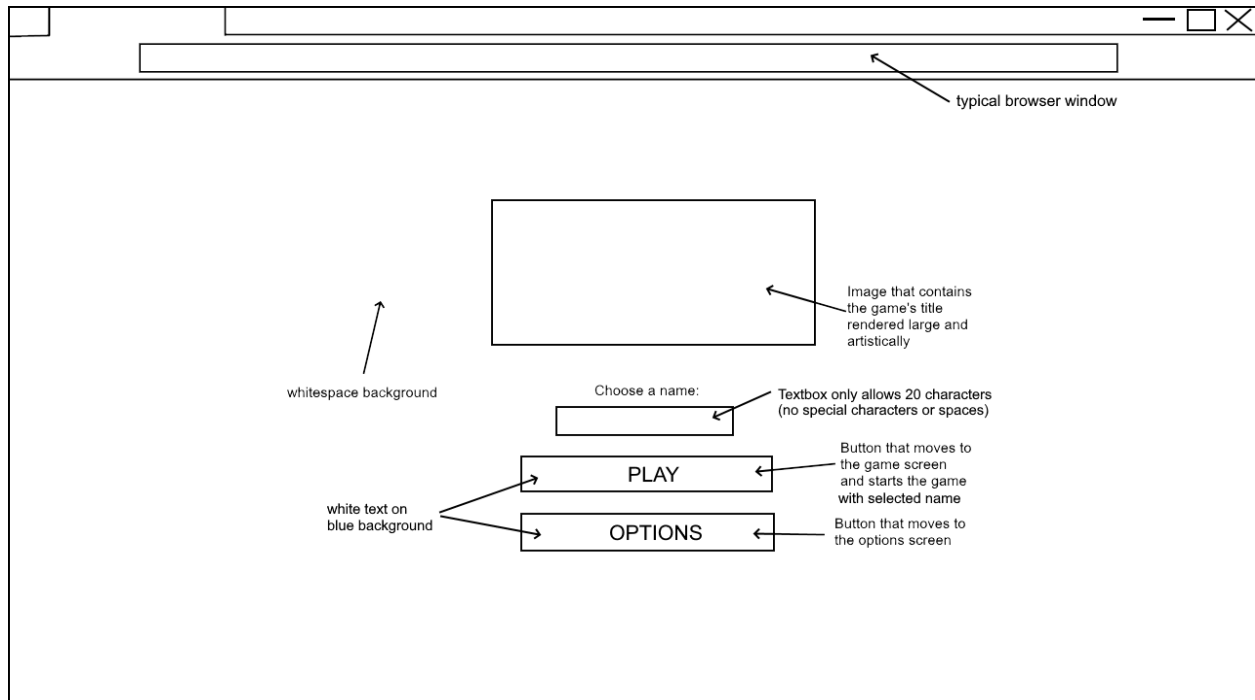 typical browser window
Image that contains
the game's title
rendered large and
artistically
whitespace background
Choose a name:
Textbox only allows 20 characters
(no special characters or spaces)
Button that moves to
the game screen
and starts the game
with selected name
PLAY
white text on
blue background
OPTIONS
Button that moves to
the options screen